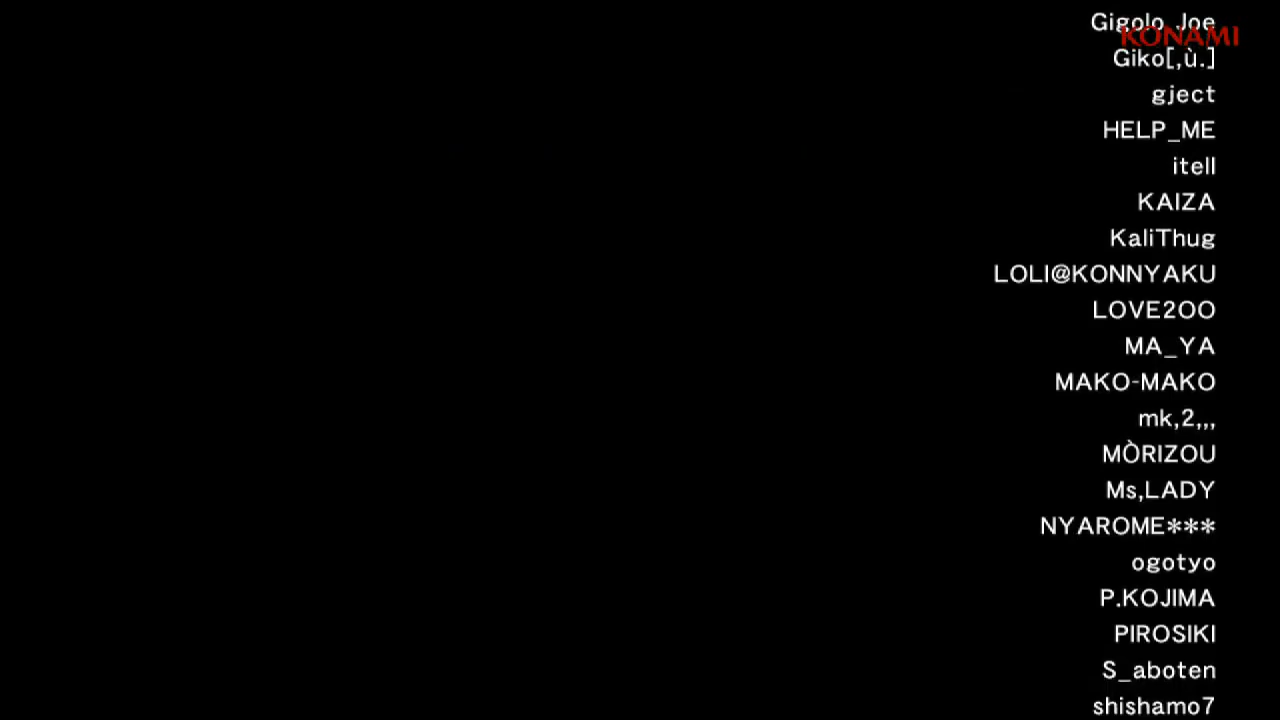 Gigolo Joe
KONAMI
Giko[,ù.]
gject
HELP_ME
itell
KAIZA
KaliThug
LOLI@KONNYAKU
LOVE2OO
MA_YA
MAKO-MAKO
mk,2,,,
MÒRIZOU
Ms,LADY
NYAROME***
ogotyo
P.KOJIMA
PIROSIKI
S_aboten
shishamo7